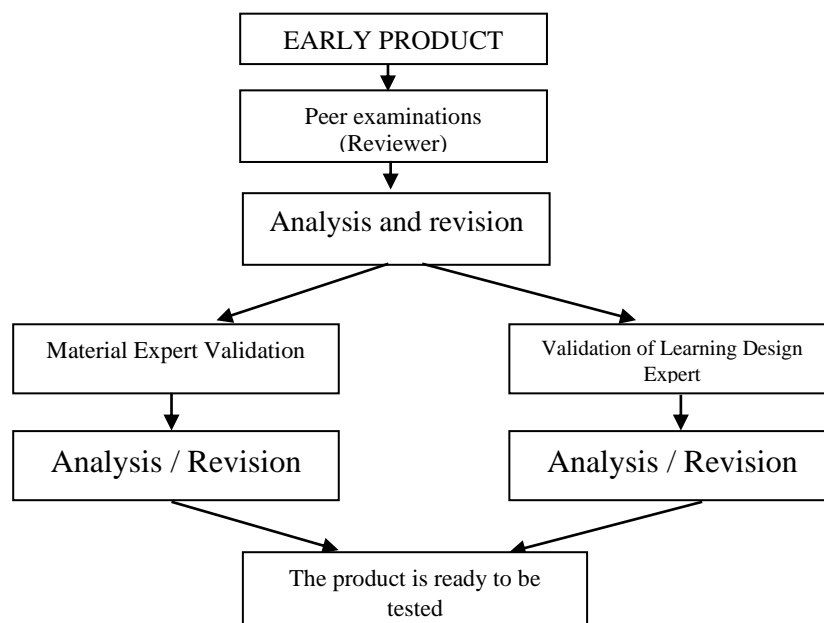 EARLY PRODUCT
Peer examinations
(Reviewer)
Analysis and revision
Material Expert Validation
Validation of Learning Design
Expert
Analysis / Revision
Analysis / Revision
The product is ready to be
tested